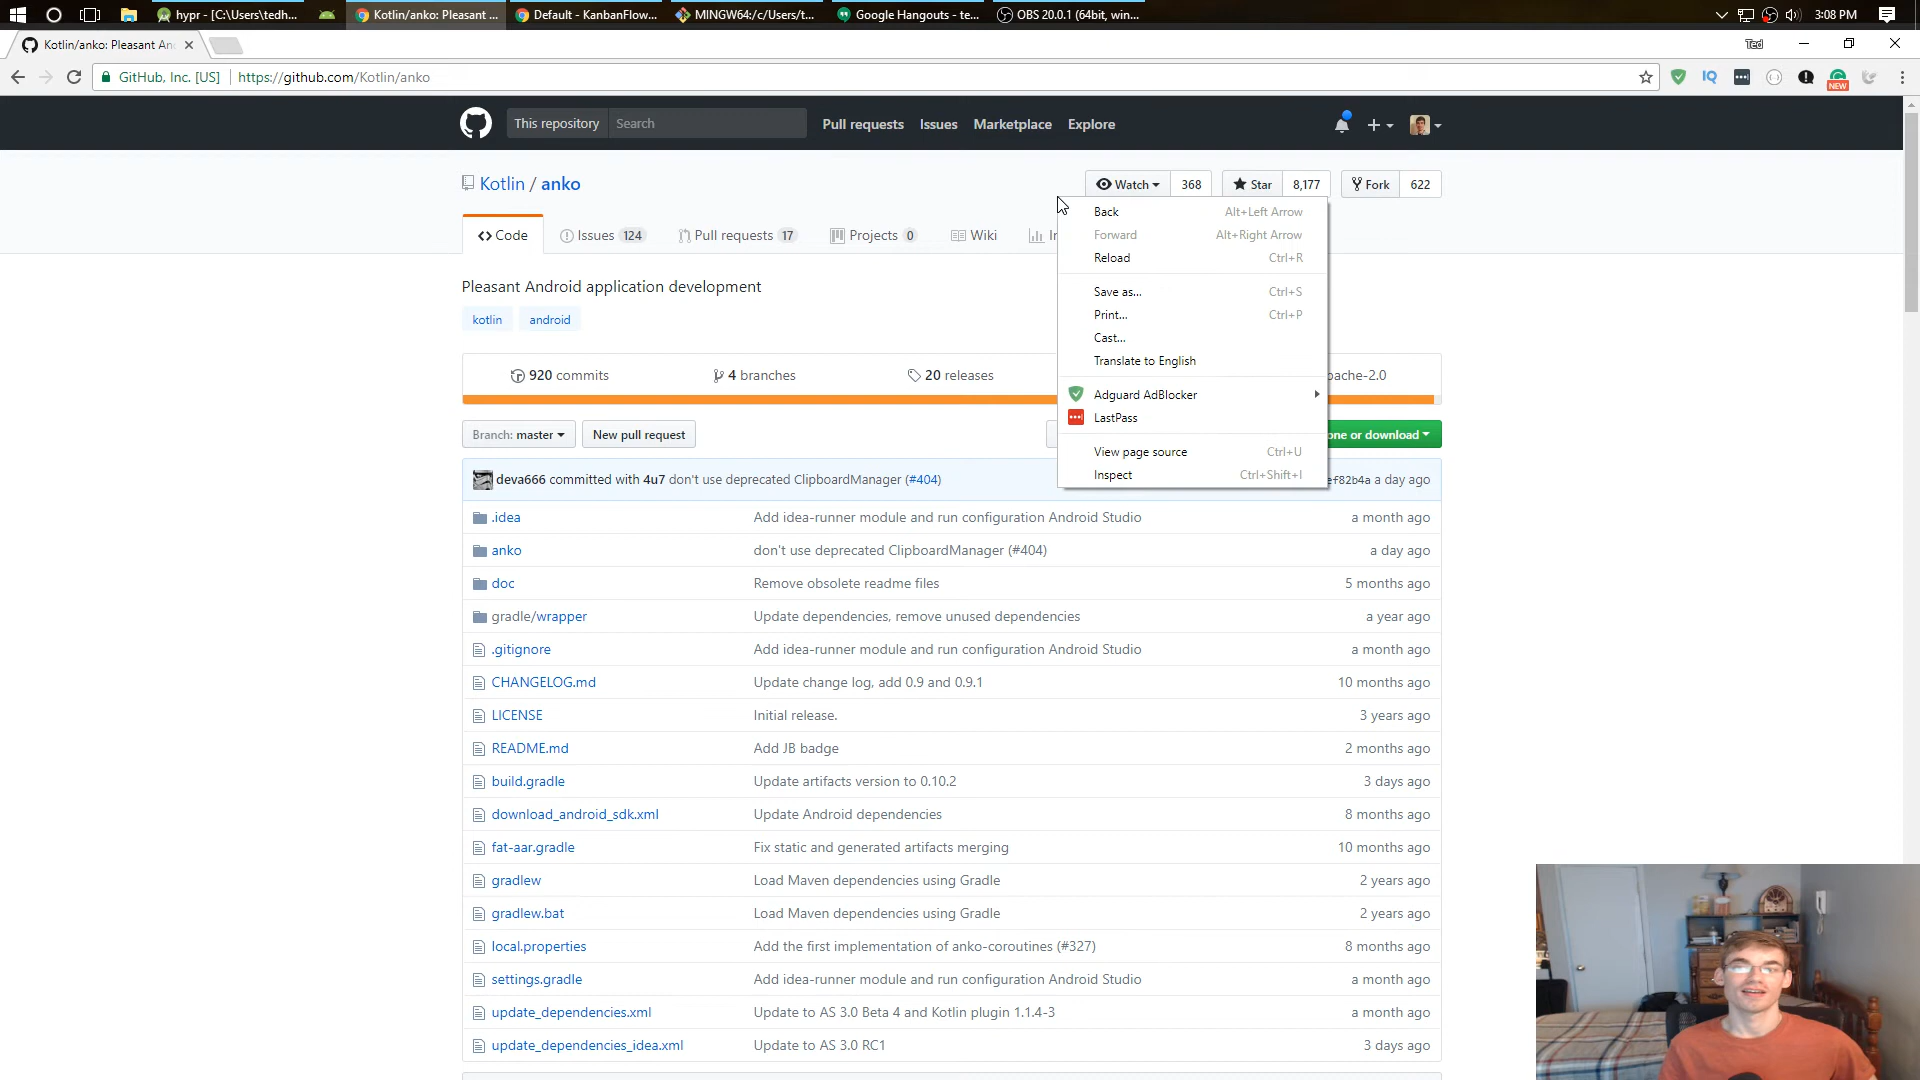 hypr - [C:\Users\tedh...
Kotlin/anko: Pleasant ...
Default - KanbanFlow...
MINGW64:/c/Users/t...
Google Hangouts - te...
OBS 20.0.1 (64bit, win...
3:08 PM
Kotlin/anko: Pleasant An
Ted
GitHub, Inc. [US]
https://github.com/Kotlin/anko
IQ
NEW
This repository
Search
Pull requests
Issues
Marketplace
Explore
Kotlin / anko
Watch 368
Star 8,177
Fork 622
Code
Issues 124
Pull requests 17
Projects 0
Wiki
In
Back Alt+Left Arrow
Forward Alt+Right Arrow
Reload Ctrl+R
Save as... Ctrl+S
Print... Ctrl+P
Cast...
Translate to English
Adguard AdBlocker
LastPass
View page source Ctrl+U
Inspect Ctrl+Shift+I
Pleasant Android application development
kotlin android
920 commits
4 branches
20 releases
pache-2.0
Branch: master
New pull request
one or download
deva666 committed with 4u7 don't use deprecated ClipboardManager (#404)
ef82b4a a day ago
.idea Add idea-runner module and run configuration Android Studio a month ago
anko don't use deprecated ClipboardManager (#404) a day ago
doc Remove obsolete readme files 5 months ago
gradle/wrapper Update dependencies, remove unused dependencies a year ago
.gitignore Add idea-runner module and run configuration Android Studio a month ago
CHANGELOG.md Update change log, add 0.9 and 0.9.1 10 months ago
LICENSE Initial release. 3 years ago
README.md Add JB badge 2 months ago
build.gradle Update artifacts version to 0.10.2 3 days ago
download_android_sdk.xml Update Android dependencies 8 months ago
fat-aar.gradle Fix static and generated artifacts merging 10 months ago
gradlew Load Maven dependencies using Gradle 2 years ago
gradlew.bat Load Maven dependencies using Gradle 2 years ago
local.properties Add the first implementation of anko-coroutines (#327) 8 months ago
settings.gradle Add idea-runner module and run configuration Android Studio a month ago
update_dependencies.xml Update to AS 3.0 Beta 4 and Kotlin plugin 1.1.4-3 a month ago
update_dependencies_idea.xml Update to AS 3.0 RC1 3 days ago